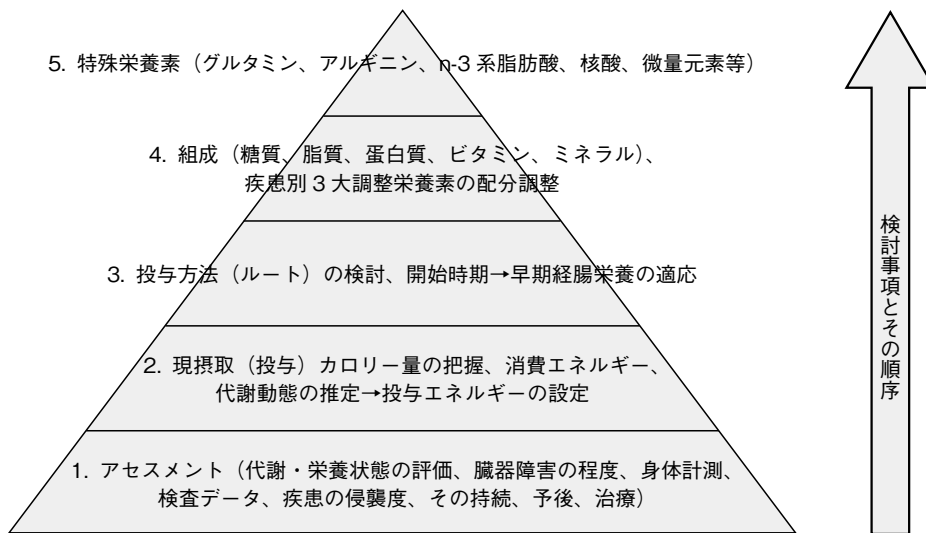 5. 特殊栄養素（グルタミン、アルギニン、n-3 系脂肪酸、核酸、微量元素等）
4. 組成（糖質、脂質、蛋白質、ビタミン、ミネラル）、
疾患別 3 大調整栄養素の配分調整
3. 投与方法（ルート）の検討、開始時期→早期経腸栄養の適応
2. 現摂取（投与）カロリー量の把握、消費エネルギー、
代謝動態の推定→投与エネルギーの設定
1. アセスメント（代謝・栄養状態の評価、臓器障害の程度、身体計測、
検査データ、疾患の侵襲度、その持続、予後、治療）
検討事項とその順序